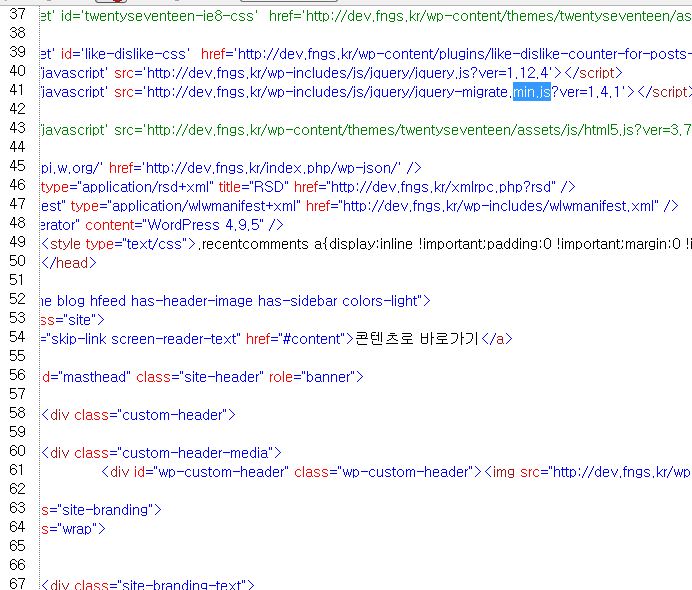 37 et' id='twentyseventeen-ie8-css'  href='http://dev.fngs.kr/wp-content/themes/twentyseventeen/as
38
39 et' id='like-dislike-css'  href='http://dev.fngs.kr/wp-content/plugins/like-dislike-counter-for-posts-
40 /javascript' src='http://dev.fngs.kr/wp-includes/js/jquery/jquery.js?ver=1.12.4'></script>
41 /javascript' src='http://dev.fngs.kr/wp-includes/js/jquery/jquery-migrate.min.js?ver=1.4.1'></script>
42
43 /javascript' src='http://dev.fngs.kr/wp-content/themes/twentyseventeen/assets/js/html5.js?ver=3.7
44
45 pi.w.org/' href='http://dev.fngs.kr/index.php/wp-json/' />
46 type="application/rsd+xml" title="RSD" href="http://dev.fngs.kr/xmlrpc.php?rsd" />
47 fest" type="application/wlwmanifest+xml" href="http://dev.fngs.kr/wp-includes/wlwmanifest.xml" />
48 erator" content="WordPress 4.9.5" />
49 <style type="text/css">.recentcomments a{display:inline !important;padding:0 !important;margin:0 !i
50 </head>
51
52 ne blog hfeed has-header-image has-sidebar colors-light">
53 ss="site">
54 ="skip-link screen-reader-text" href="#content">콘텐츠로 바로가기</a>
55
56 d="masthead" class="site-header" role="banner">
57
58 <div class="custom-header">
59
60 <div class="custom-header-media">
61 <div id="wp-custom-header" class="wp-custom-header"><img src="http://dev.fngs.kr/wp
62
63 s="site-branding">
64 s="wrap">
65
66
67 <div class="site-branding-text">